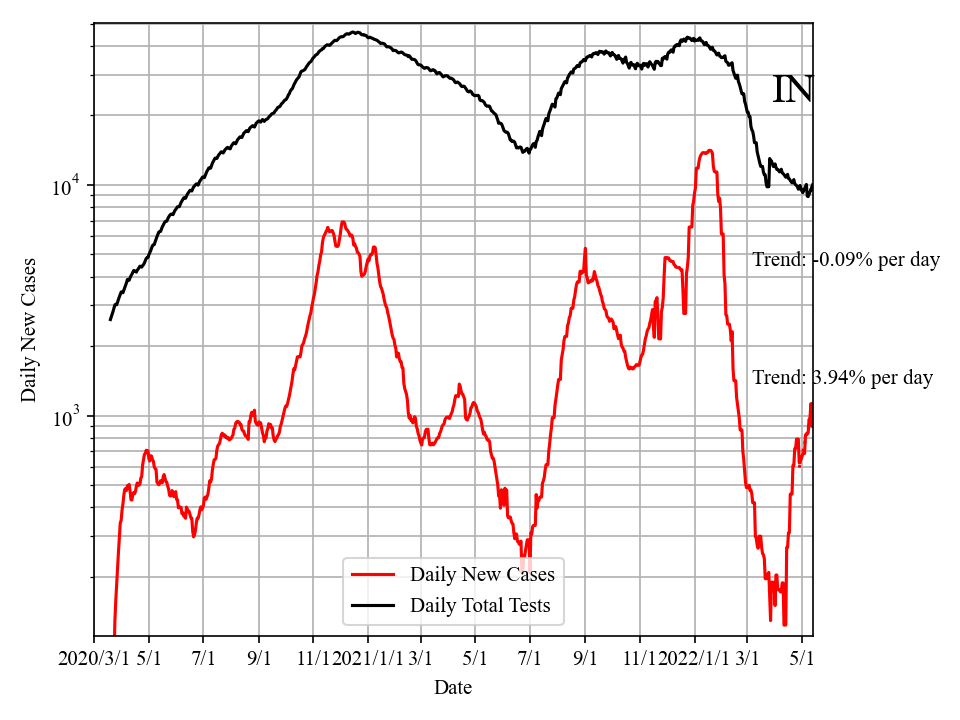 IN
10^4
Trend: -0.09% per day
Daily New Cases
Trend: 3.94% per day
10^3
Daily New Cases
Daily Total Tests
2020/3/1 5/1 7/1 9/1 11/1 2021/1/1 3/1 5/1 7/1 9/1 11/1 2022/1/1 3/1 5/1
Date